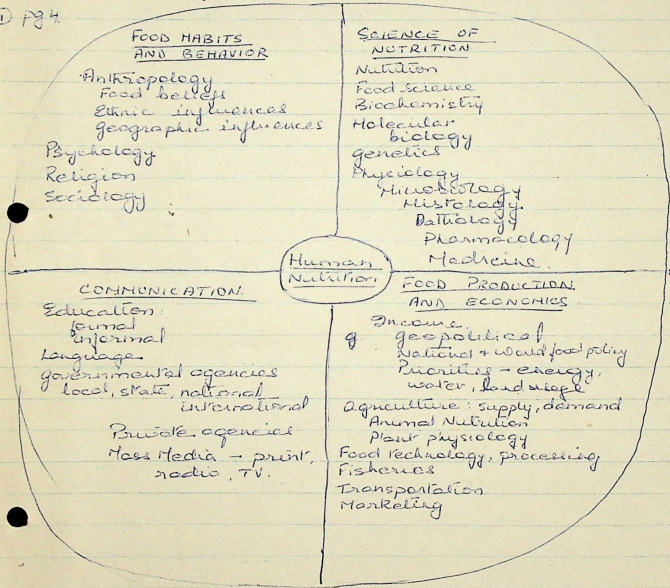 ① pg 4.
FOOD HABITS
AND BEHAVIOR
Anthropology
Food beliefs
Ethnic influences
Geographic influences
Psychology
Religion
Sociology
SCIENCE OF
NUTRITION
Nutrition
Food science
Biochemistry
Molecular
biology
Genetics
Physiology
Microbiology
Histology
Pathology
Pharmacology
Medicine.
Human
Nutrition
COMMUNICATION.
Education:
formal
informal
Language
governmental agencies
local, state, national
international
Private agencies
Mass Media - print,
radio, TV.
FOOD PRODUCTION
AND ECONOMICS
Income
g geopolitical
National & World food policy
Priorities - energy,
water, land usage
Agriculture: supply, demand
Animal Nutrition
Plant physiology
Food technology, processing
Fisheries
Transportation
Marketing